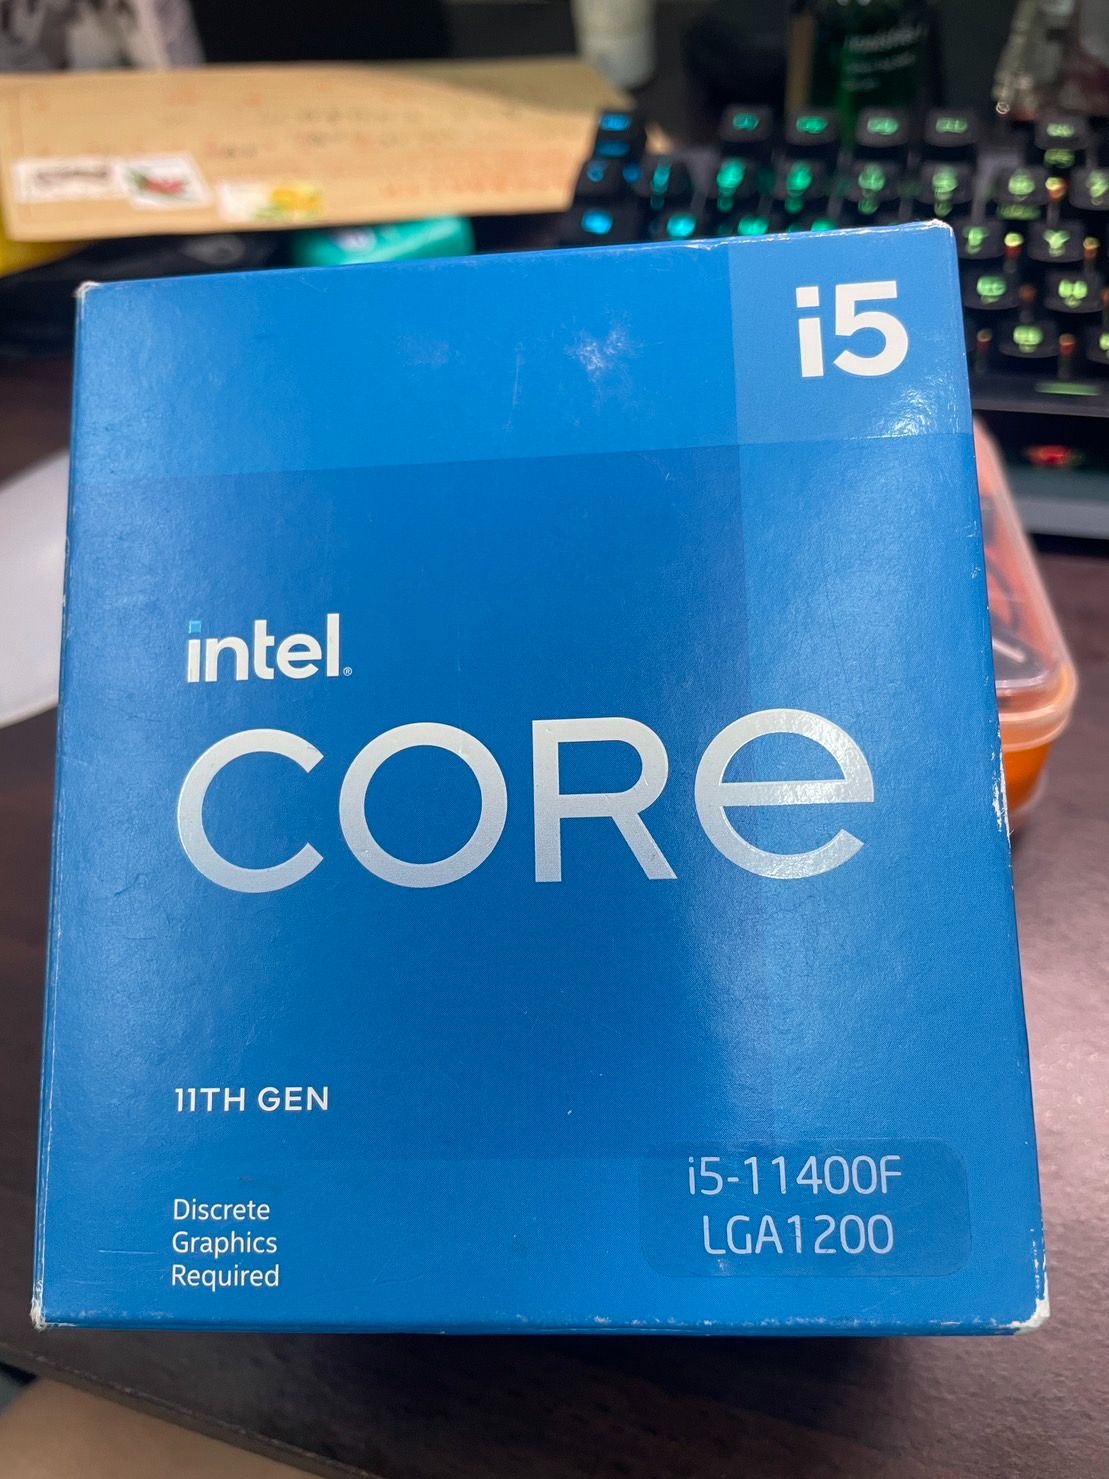 i5
intel®
CORe
11TH GEN
i5-11400F
LGA1200
Discrete
Graphics
Required